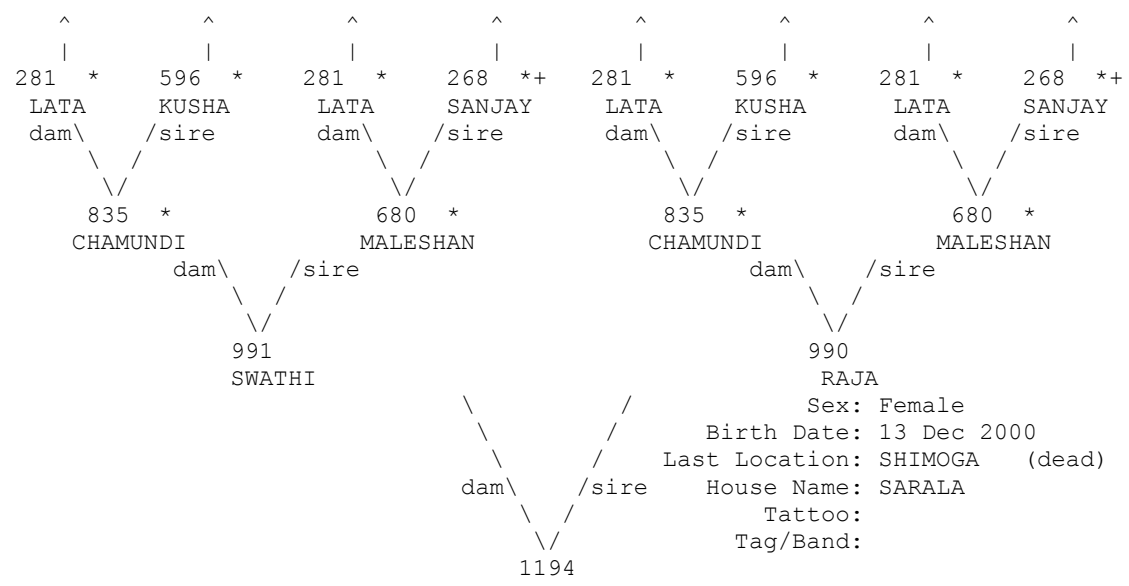 ^ ^ ^ ^ ^ ^ ^ ^
| | | | | | | |
281 * 596 * 281 * 268 *+ 281 * 596 * 281 * 268 *+
LATA KUSHA LATA SANJAY LATA KUSHA LATA SANJAY
dam\ /sire dam\ /sire dam\ /sire dam\ /sire
\ / \ / \ / \ /
\/ \/ \/ \/
835 * 680 * 835 * 680 *
CHAMUNDI MALESHAN CHAMUNDI MALESHAN
dam\ /sire dam\ /sire
\ / \ /
\/ \/
991 990
SWATHI RAJA
\ / Sex: Female
\ / Birth Date: 13 Dec 2000
\ / Last Location: SHIMOGA (dead)
dam\ /sire House Name: SARALA
\ / Tattoo:
\/ Tag/Band:
1194